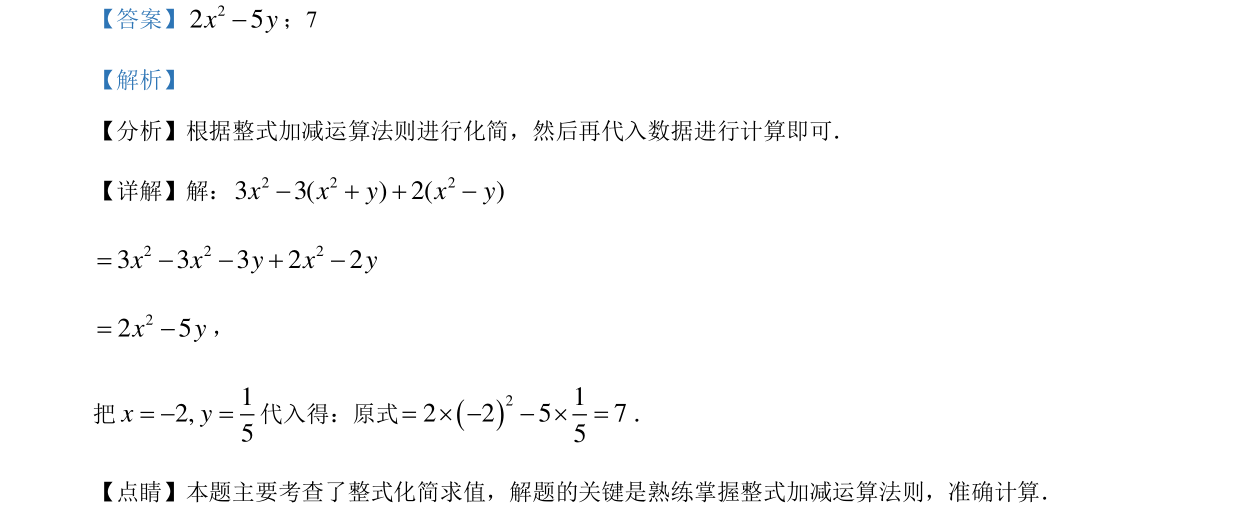 【答案】2x² −5y；7
【解析】
【分析】根据整式加减运算法则进行化简，然后再代入数据进行计算即可．
【详解】解：3x² −3(x² + y)+2(x² − y)
=3x² −3x² −3y+2x² −2y
=2x² −5y，
把 x=−2, y=1/5 代入得：原式=2×(−2)² −5×1/5=7．
【点睛】本题主要考查了整式化简求值，解题的关键是熟练掌握整式加减运算法则，准确计算．